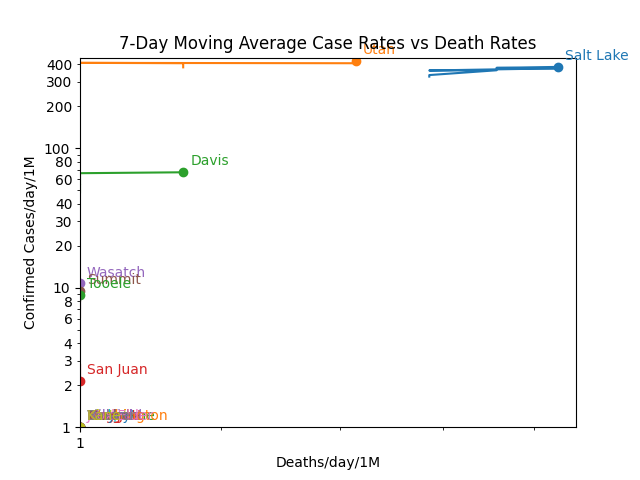 7-Day Moving Average Case Rates vs Death Rates
Utah
Salt Lake
400
300
200
Davis
100
80
60
40
20
Wasatch
Summit
Tooele
10
8
6
4
3
San Juan
2
1
1
Confirmed Cases/day/1M
Deaths/day/1M